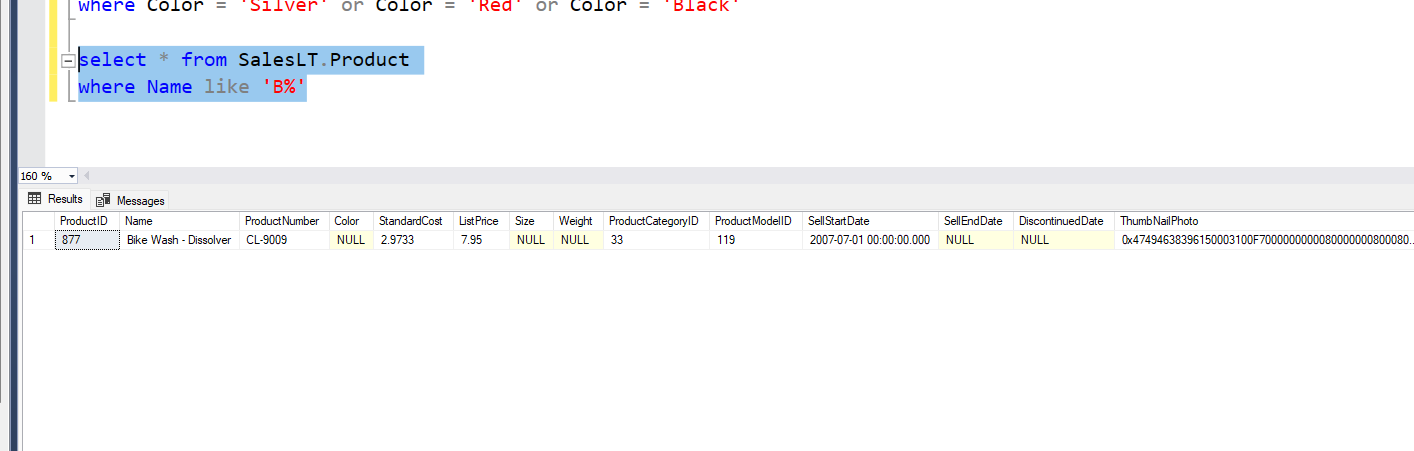 where Color = 'Silver' or Color = 'Red' or Color = 'Black'
select * from SalesLT.Product
where Name like 'B%'
160 %
Results Messages
ProductID Name ProductNumber Color StandardCost ListPrice Size Weight ProductCategoryID ProductModelID SellStartDate SellEndDate DiscontinuedDate ThumbNailPhoto
1 877 Bike Wash - Dissolver CL-9009 NULL 2.9733 7.95 NULL NULL 33 119 2007-07-01 00:00:00.000 NULL NULL